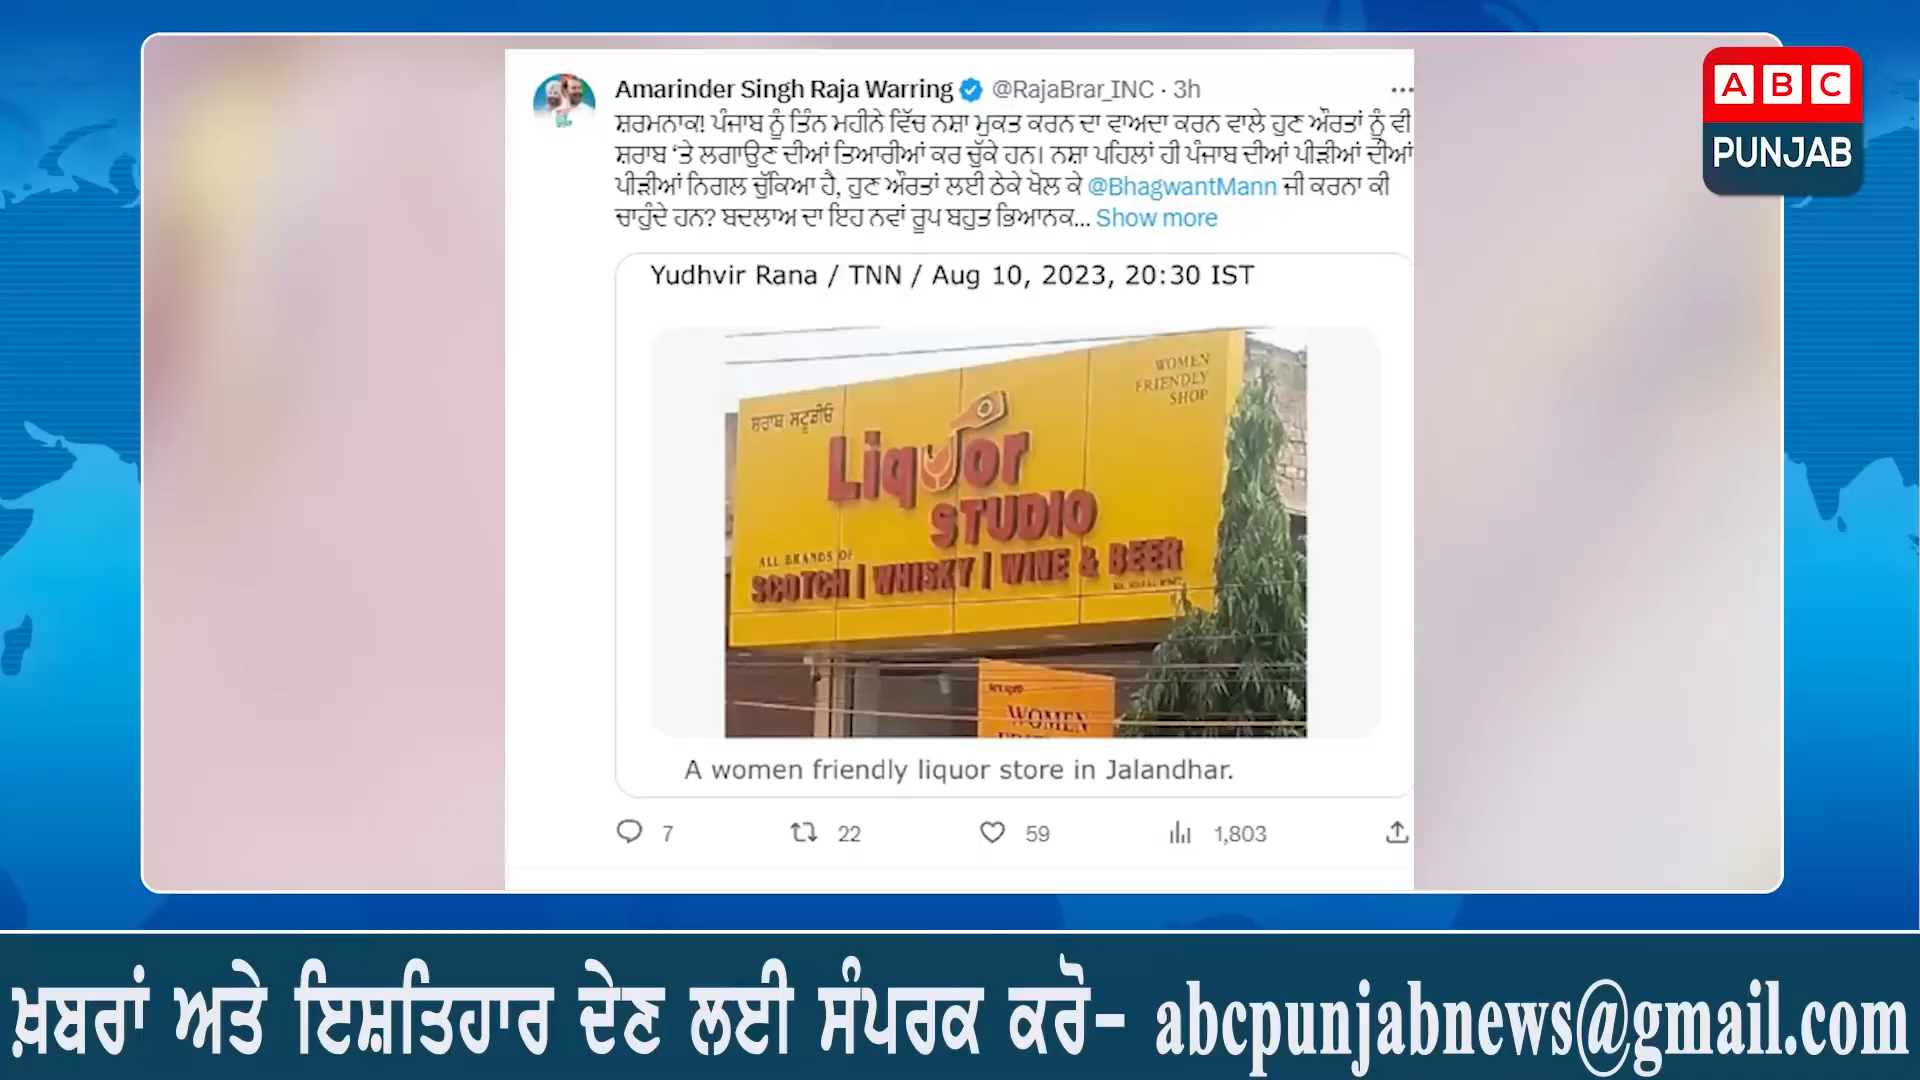 Amarinder Singh Raja Warring @RajaBrar_INC · 3h
ਸ਼ਰਮਨਾਕ! ਪੰਜਾਬ ਨੂੰ ਤਿੰਨ ਮਹੀਨੇ ਵਿੱਚ ਨਸ਼ਾ ਮੁਕਤ ਕਰਨ ਦਾ ਵਾਅਦਾ ਕਰਨ ਵਾਲੇ ਹੁਣ ਔਰਤਾਂ ਨੂੰ ਵੀ
ਸ਼ਰਾਬ ‘ਤੇ ਲਗਾਉਣ ਦੀਆਂ ਤਿਆਰੀਆਂ ਕਰ ਚੁੱਕੇ ਹਨ। ਨਸ਼ਾ ਪਹਿਲਾਂ ਹੀ ਪੰਜਾਬ ਦੀਆਂ ਪੀੜੀਆਂ ਦੀਆਂ
ਪੀੜੀਆਂ ਨਿਗਲ ਚੁੱਕਿਆ ਹੈ, ਹੁਣ ਔਰਤਾਂ ਲਈ ਠੇਕੇ ਖੋਲ ਕੇ @BhagwantMann ਜੀ ਕਰਨਾ ਕੀ
ਚਾਹੁੰਦੇ ਹਨ? ਬਦਲਾਅ ਦਾ ਇਹ ਨਵਾਂ ਰੂਪ ਬਹੁਤ ਭਿਆਨਕ... Show more
Yudhvir Rana / TNN / Aug 10, 2023, 20:30 IST
WOMEN
FRIENDLY
SHOP
ਸ਼ਰਾਬ ਸਟੂਡੀਓ
Liquor
STUDIO
ALL BRANDS OF
SCOTCH | WHISKY | WINE & BEER
WOMEN
A women friendly liquor store in Jalandhar.
7 22 59 1,803
A B C
PUNJAB
ਖ਼ਬਰਾਂ ਅਤੇ ਇਸ਼ਤਿਹਾਰ ਦੇਣ ਲਈ ਸੰਪਰਕ ਕਰੋ- abcpunjabnews@gmail.com